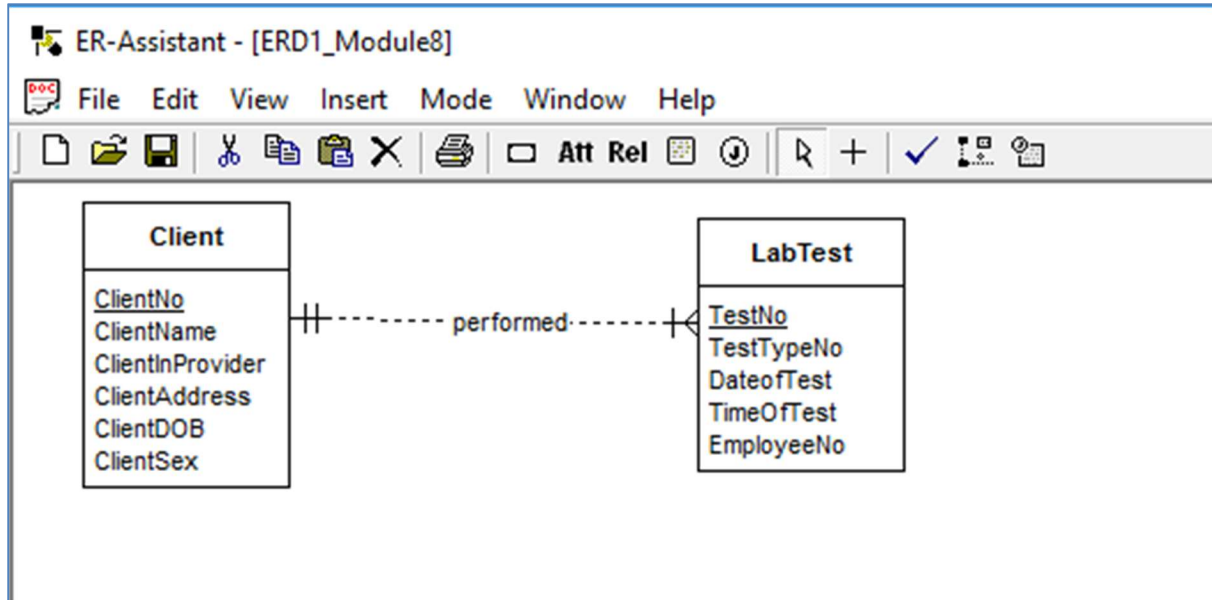 ER-Assistant - [ERD1_Module8]
DOC File Edit View Insert Mode Window Help
Att Rel J
Client
ClientNo
ClientName
ClientInProvider
ClientAddress
ClientDOB
ClientSex
performed
LabTest
TestNo
TestTypeNo
DateofTest
TimeOfTest
EmployeeNo